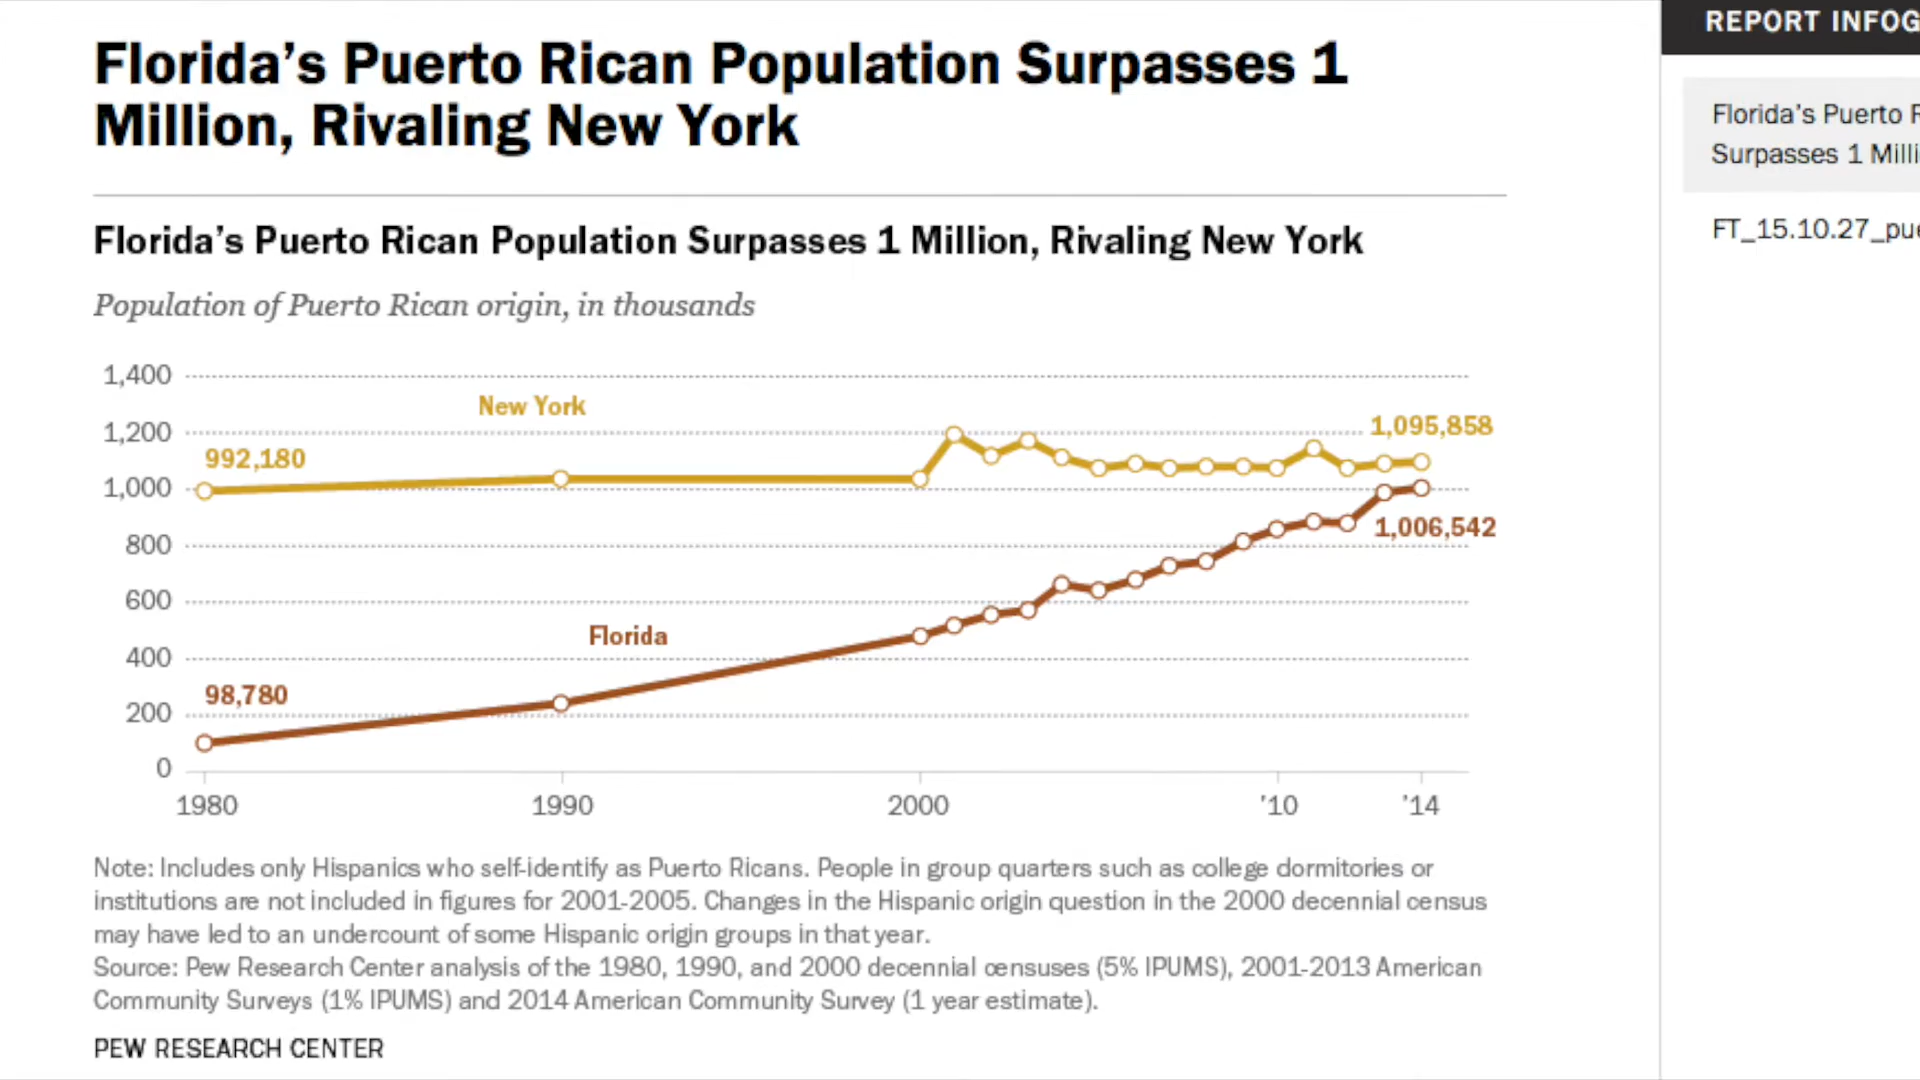 REPORT INFOG
Florida’s Puerto Rican Population Surpasses 1
Million, Rivaling New York
Florida’s Puerto R
Surpasses 1 Milli
FT_15.10.27_pue
Florida’s Puerto Rican Population Surpasses 1 Million, Rivaling New York
Population of Puerto Rican origin, in thousands
1,400
New York
1,200
992,180
1,095,858
1,000
1,006,542
800
600
Florida
400
98,780
200
0
1980 1990 2000 ’10 ’14
Note: Includes only Hispanics who self-identify as Puerto Ricans. People in group quarters such as college dormitories or
institutions are not included in figures for 2001-2005. Changes in the Hispanic origin question in the 2000 decennial census
may have led to an undercount of some Hispanic origin groups in that year.
Source: Pew Research Center analysis of the 1980, 1990, and 2000 decennial censuses (5% IPUMS), 2001-2013 American
Community Surveys (1% IPUMS) and 2014 American Community Survey (1 year estimate).
PEW RESEARCH CENTER